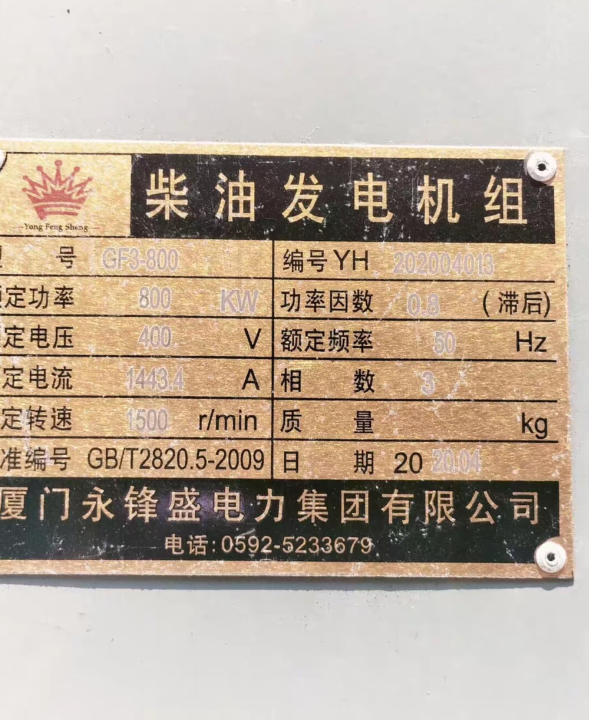 Yong Feng Sheng
柴油发电机组
号 GF3-800 编号YH 202004013
定功率 800 KW 功率因数 0.8 (滞后)
定电压 400 V 额定频率 50 Hz
定电流 1443.4 A 相 数 3
定转速 1500 r/min 质 量 kg
准编号 GB/T2820.5-2009 日 期 20 20.04
厦门永锋盛电力集团有限公司
电话:0592-5233679